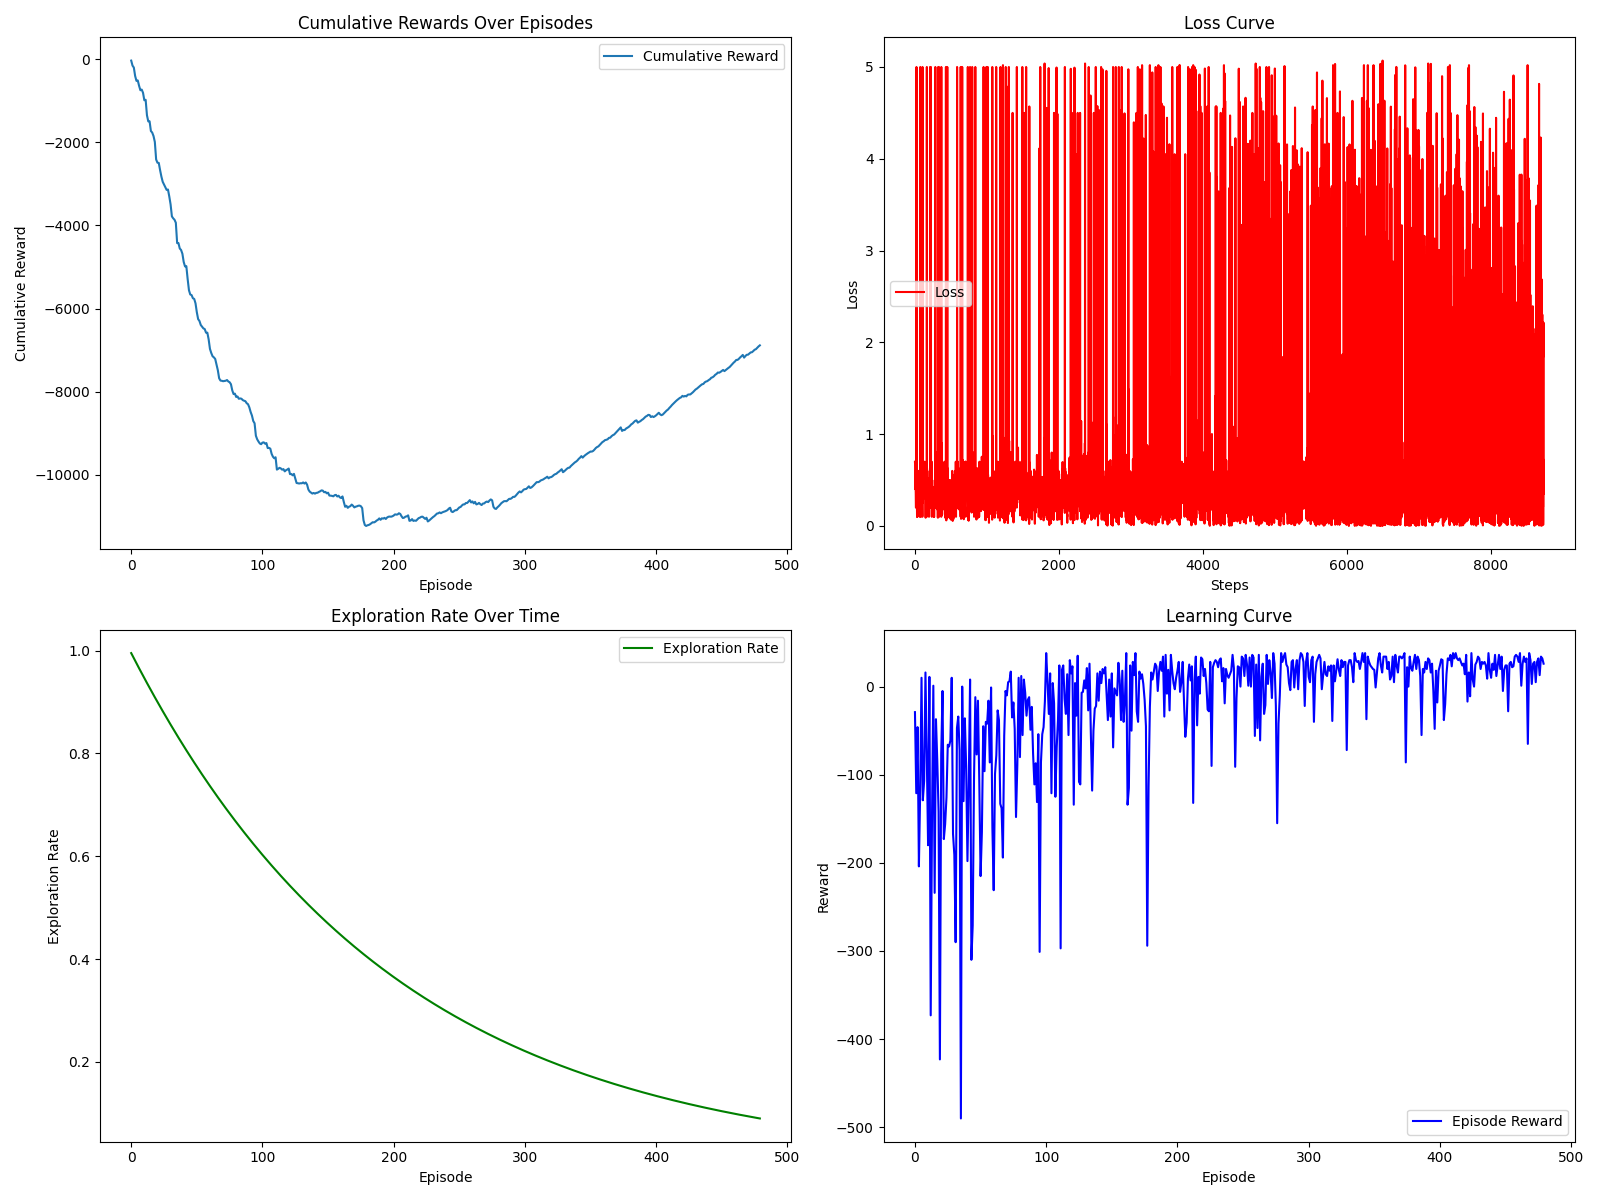 Cumulative Rewards Over Episodes
Cumulative Reward
0
−2000
−4000
−6000
−8000
−10000
Cumulative Reward
0 100 200 300 400 500
Episode
Loss Curve
Loss
5
4
3
2
1
0
Loss
0 2000 4000 6000 8000
Steps
Exploration Rate Over Time
Exploration Rate
1.0
0.8
0.6
0.4
0.2
Exploration Rate
0 100 200 300 400 500
Episode
Learning Curve
0
−100
−200
−300
−400
−500
Reward
Episode Reward
0 100 200 300 400 500
Episode